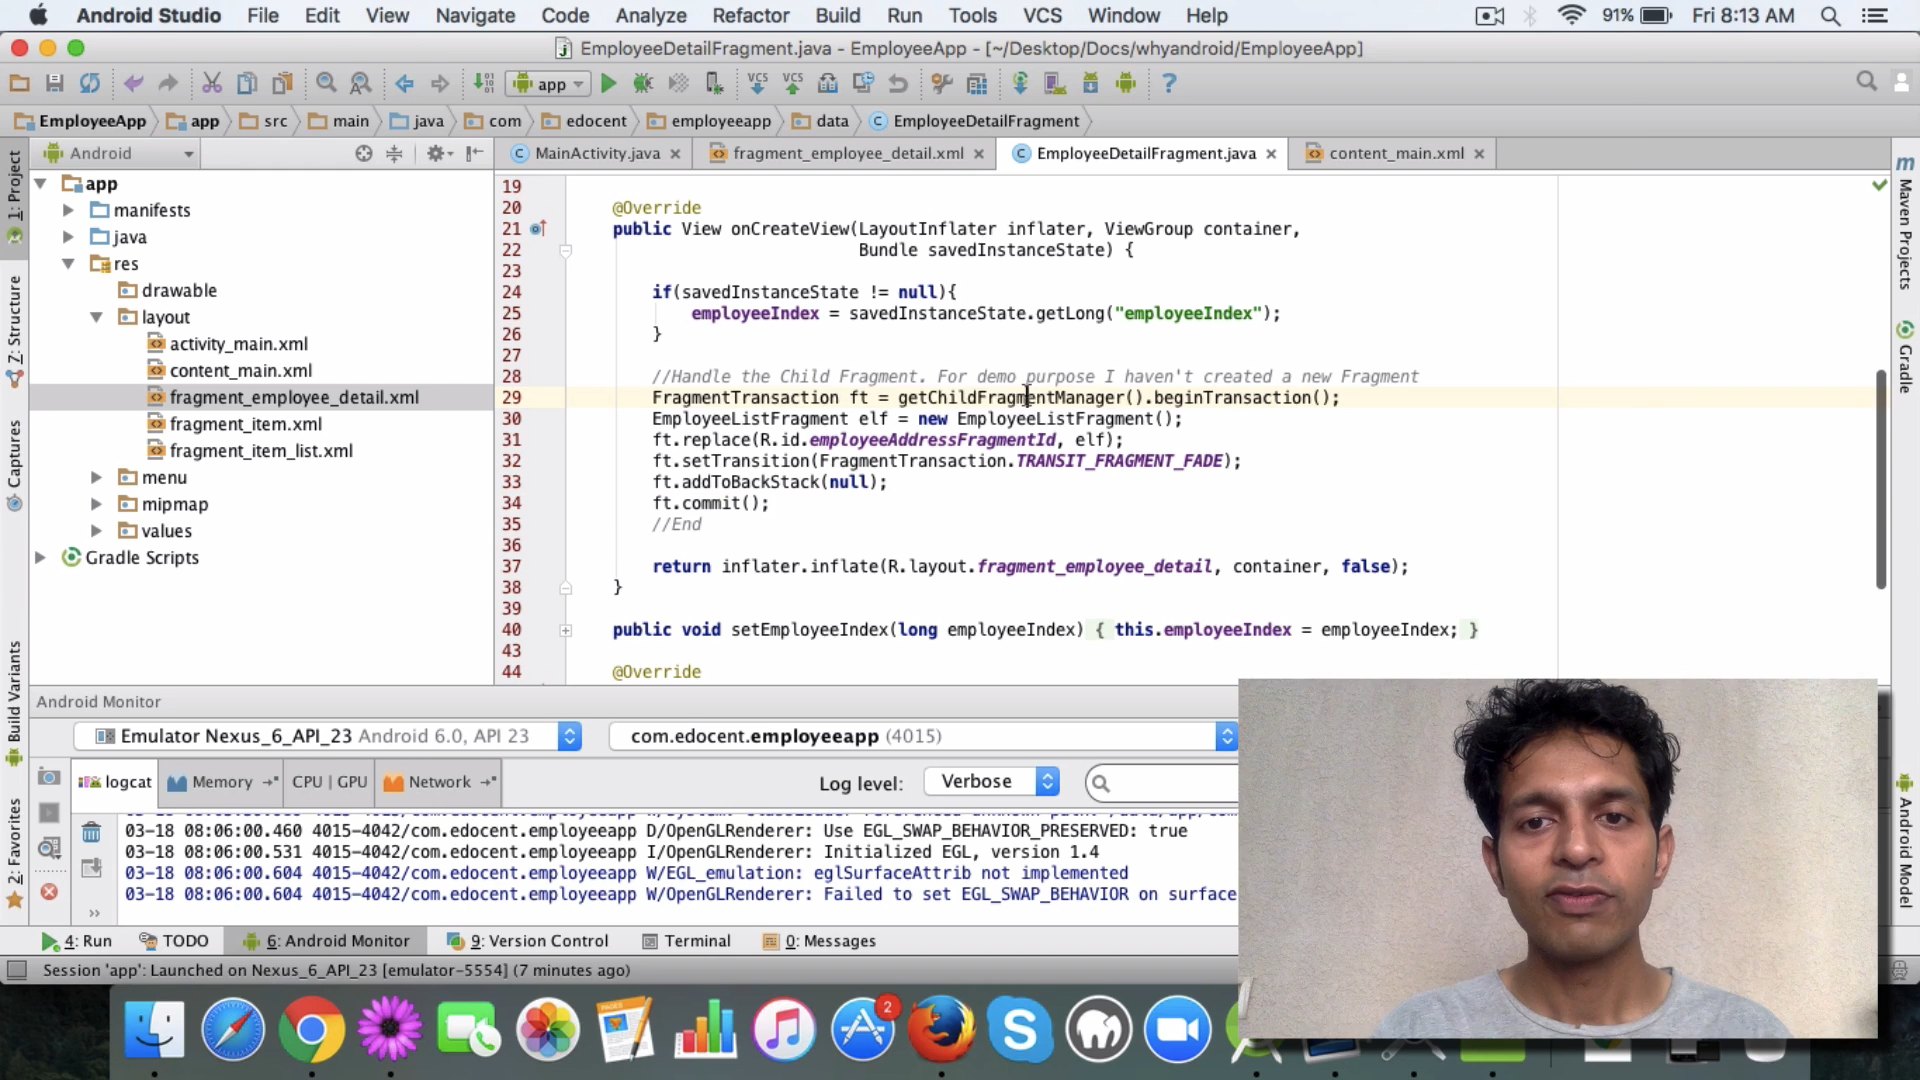 Android Studio File Edit View Navigate Code Analyze Refactor Build Run Tools VCS Window Help 91% Fri 8:13 AM
EmployeeDetailFragment.java - EmployeeApp - [~/Desktop/Docs/whyandroid/EmployeeApp]
app VCS VCS ?
EmployeeApp app src main java com edocent employeeapp data EmployeeDetailFragment
Android
MainActivity.java fragment_employee_detail.xml EmployeeDetailFragment.java content_main.xml
1: Project
7: Structure
Captures
Build Variants
2: Favorites
app
manifests
java
res
drawable
layout
activity_main.xml
content_main.xml
fragment_employee_detail.xml
fragment_item.xml
fragment_item_list.xml
menu
mipmap
values
Gradle Scripts
19
20 @Override
21 public View onCreateView(LayoutInflater inflater, ViewGroup container,
22 Bundle savedInstanceState) {
23
24 if(savedInstanceState != null){
25 employeeIndex = savedInstanceState.getLong("employeeIndex");
26 }
27
28 //Handle the Child Fragment. For demo purpose I haven't created a new Fragment
29 FragmentTransaction ft = getChildFragmentManager().beginTransaction();
30 EmployeeListFragment elf = new EmployeeListFragment();
31 ft.replace(R.id.employeeAddressFragmentId, elf);
32 ft.setTransition(FragmentTransaction.TRANSIT_FRAGMENT_FADE);
33 ft.addToBackStack(null);
34 ft.commit();
35 //End
36
37 return inflater.inflate(R.layout.fragment_employee_detail, container, false);
38 }
39
40 public void setEmployeeIndex(long employeeIndex) { this.employeeIndex = employeeIndex; }
43
44 @Override
m Maven Projects
Gradle
Android Model
Android Monitor
Emulator Nexus_6_API_23 Android 6.0, API 23 com.edocent.employeeapp (4015)
logcat Memory CPU | GPU Network Log level: Verbose
03-18 08:06:00.460 4015-4042/com.edocent.employeeapp D/OpenGLRenderer: Use EGL_SWAP_BEHAVIOR_PRESERVED: true
03-18 08:06:00.531 4015-4042/com.edocent.employeeapp I/OpenGLRenderer: Initialized EGL, version 1.4
03-18 08:06:00.604 4015-4042/com.edocent.employeeapp W/EGL_emulation: eglSurfaceAttrib not implemented
03-18 08:06:00.604 4015-4042/com.edocent.employeeapp W/OpenGLRenderer: Failed to set EGL_SWAP_BEHAVIOR on surface
4: Run TODO 6: Android Monitor 9: Version Control Terminal 0: Messages
Session 'app': Launched on Nexus_6_API_23 [emulator-5554] (7 minutes ago)
PAGES 2 S